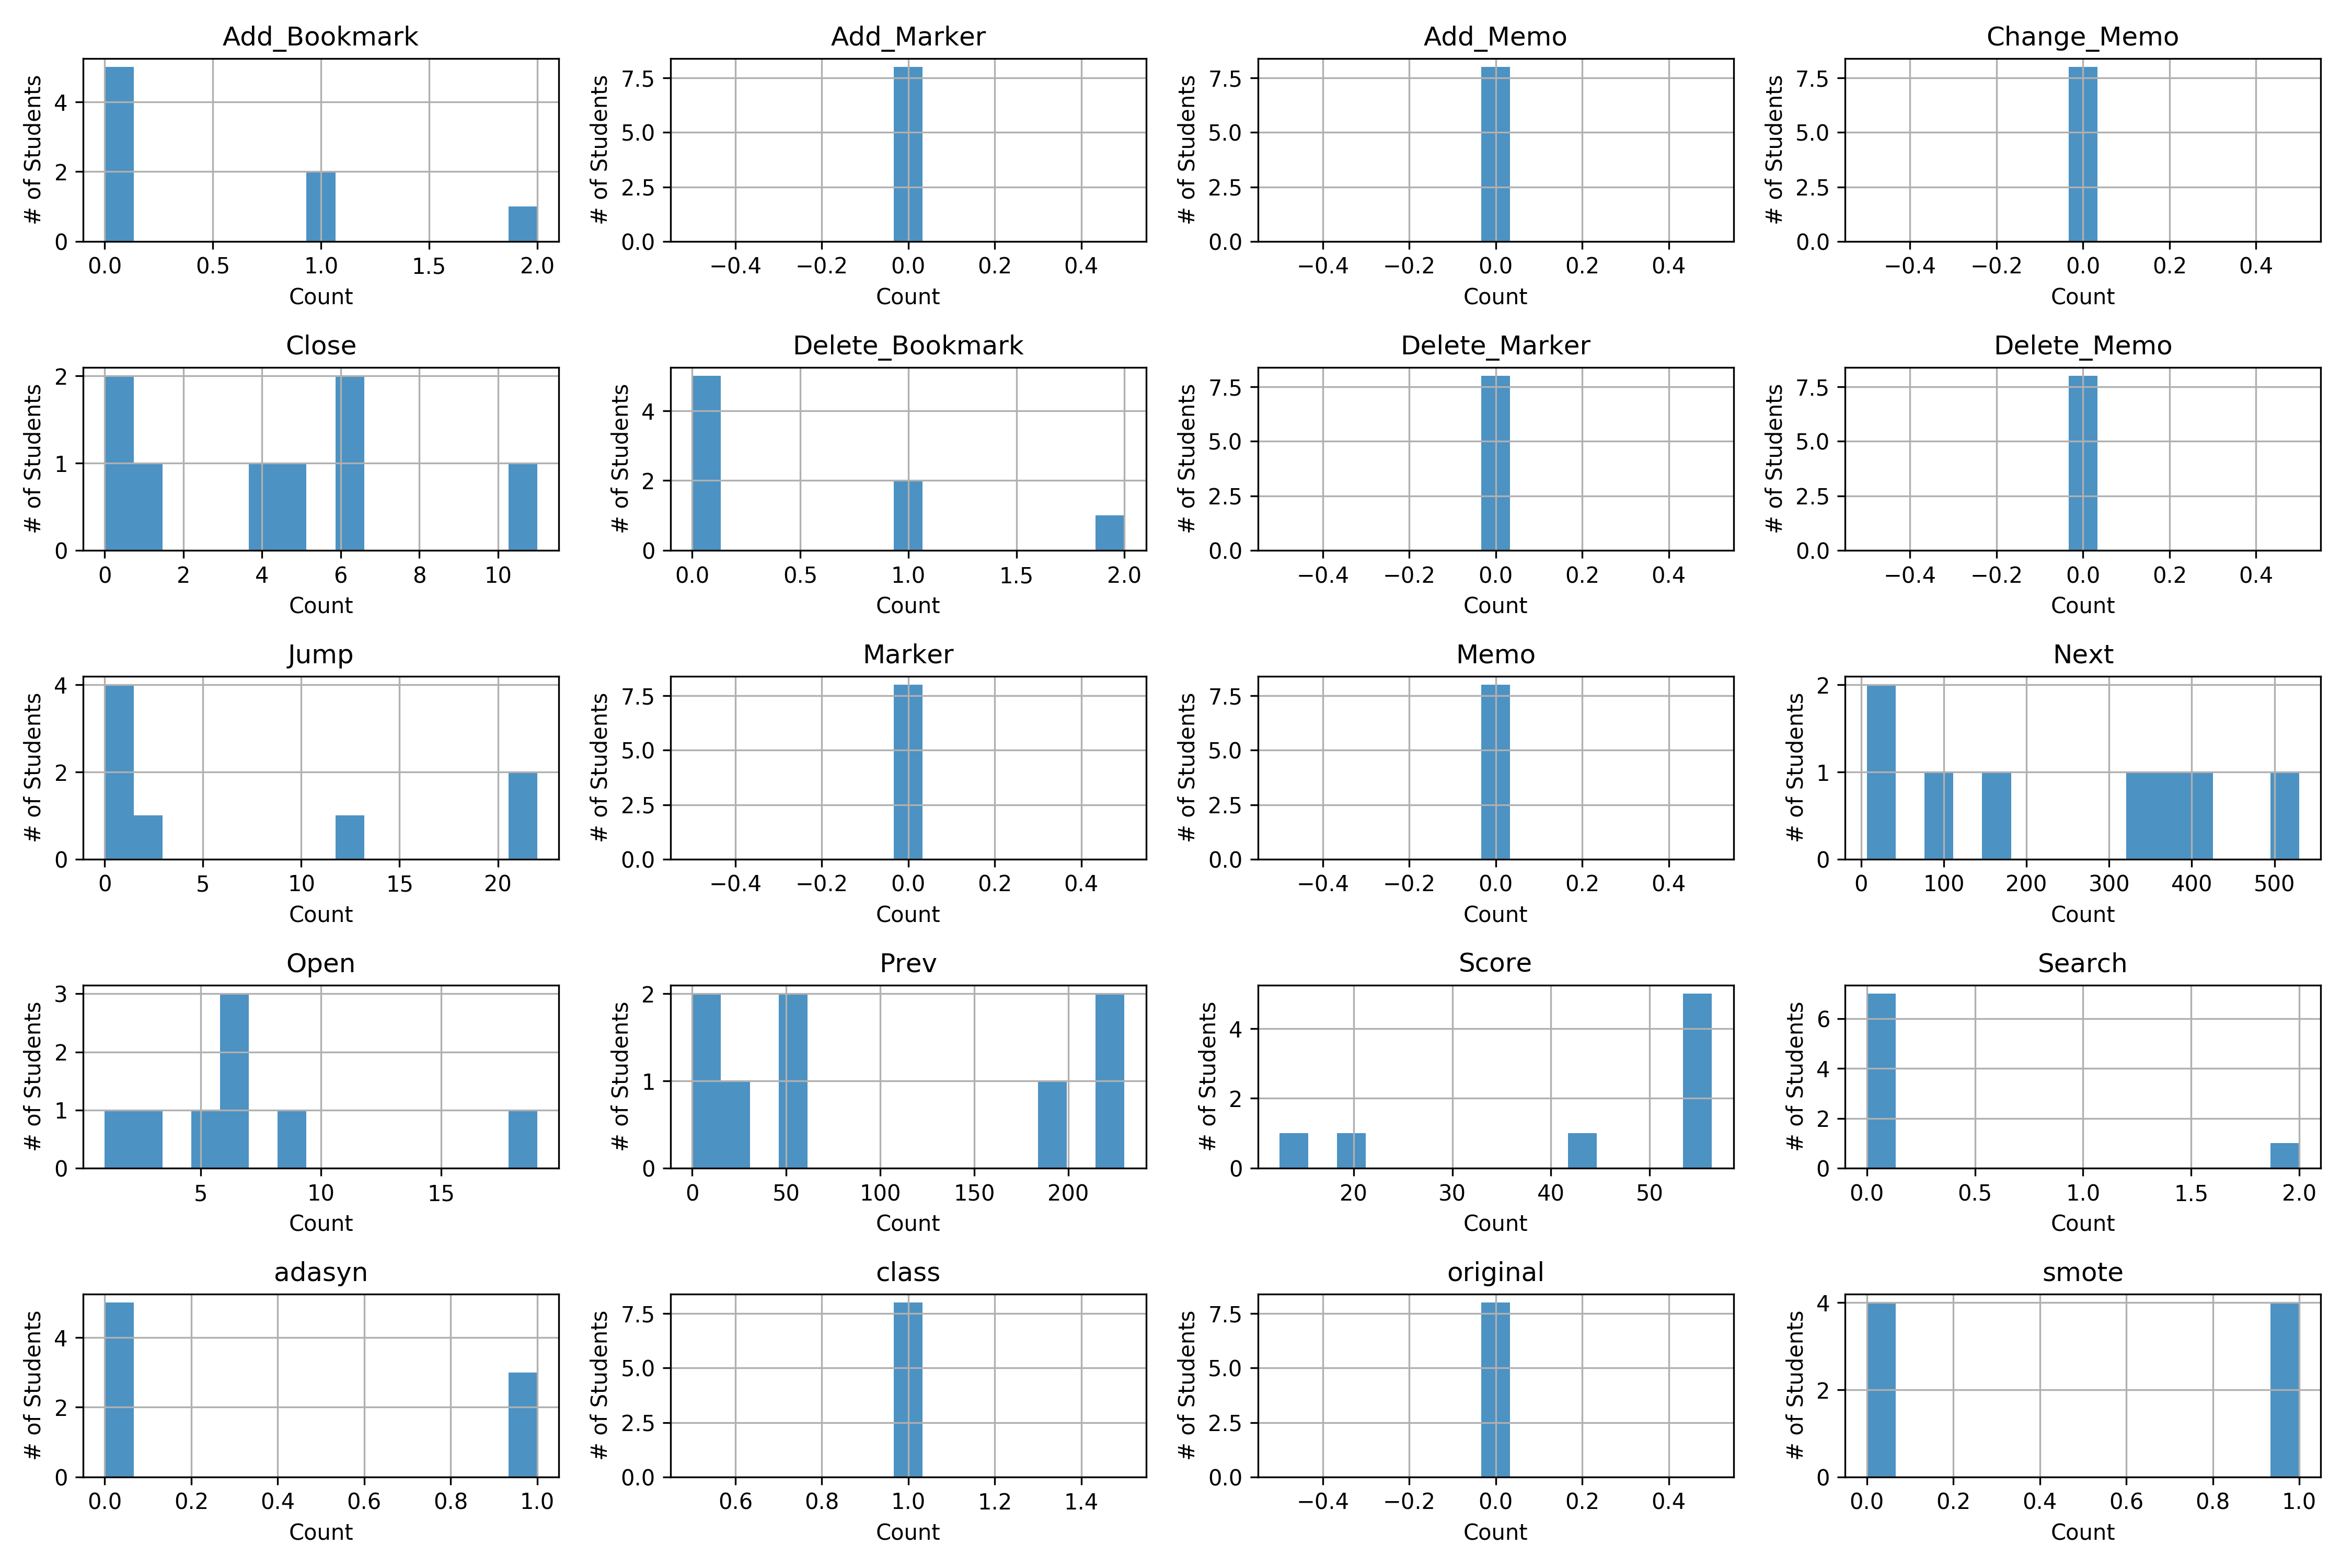 Add_Bookmark
# of Students
4
2
0
0.0 0.5 1.0 1.5 2.0
Count
Add_Marker
# of Students
7.5
5.0
2.5
0.0
−0.4 −0.2 0.0 0.2 0.4
Count
Add_Memo
# of Students
7.5
5.0
2.5
0.0
−0.4 −0.2 0.0 0.2 0.4
Count
Change_Memo
# of Students
7.5
5.0
2.5
0.0
−0.4 −0.2 0.0 0.2 0.4
Count
Close
# of Students
2
1
0
0 2 4 6 8 10
Count
Delete_Bookmark
# of Students
4
2
0
0.0 0.5 1.0 1.5 2.0
Count
Delete_Marker
# of Students
7.5
5.0
2.5
0.0
−0.4 −0.2 0.0 0.2 0.4
Count
Delete_Memo
# of Students
7.5
5.0
2.5
0.0
−0.4 −0.2 0.0 0.2 0.4
Count
Jump
# of Students
4
2
0
0 5 10 15 20
Count
Marker
# of Students
7.5
5.0
2.5
0.0
−0.4 −0.2 0.0 0.2 0.4
Count
Memo
# of Students
7.5
5.0
2.5
0.0
−0.4 −0.2 0.0 0.2 0.4
Count
Next
# of Students
2
1
0
0 100 200 300 400 500
Count
Open
# of Students
3
2
1
0
5 10 15
Count
Prev
# of Students
2
1
0
0 50 100 150 200
Count
Score
# of Students
4
2
0
20 30 40 50
Count
Search
# of Students
6
4
2
0
0.0 0.5 1.0 1.5 2.0
Count
adasyn
# of Students
4
2
0
0.0 0.2 0.4 0.6 0.8 1.0
Count
class
# of Students
7.5
5.0
2.5
0.0
0.6 0.8 1.0 1.2 1.4
Count
original
# of Students
7.5
5.0
2.5
0.0
−0.4 −0.2 0.0 0.2 0.4
Count
smote
# of Students
4
2
0
0.0 0.2 0.4 0.6 0.8 1.0
Count